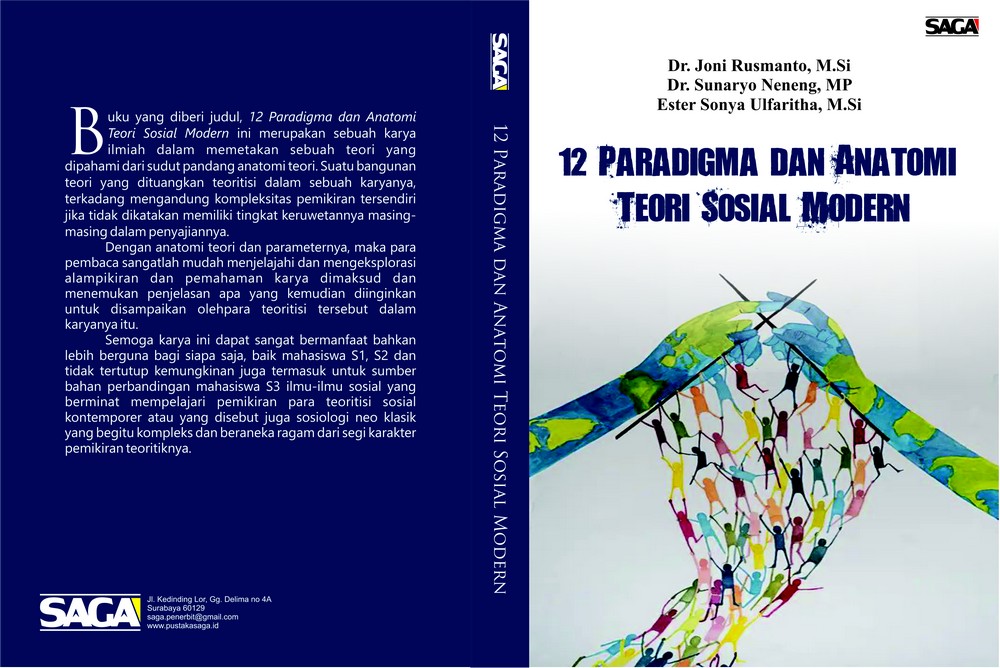 Buku yang diberi judul, 12 Paradigma dan Anatomi
Teori Sosial Modern ini merupakan sebuah karya
ilmiah dalam memetakan sebuah teori yang
dipahami dari sudut pandang anatomi teori. Suatu bangunan
teori yang dituangkan teoritisi dalam sebuah karyanya,
terkadang mengandung kompleksitas pemikiran tersendiri
jika tidak dikatakan memiliki tingkat keruwetannya masing-
masing dalam penyajiannya.
Dengan anatomi teori dan parameternya, maka para
pembaca sangatlah mudah menjelajahi dan mengeksplorasi
alampikiran dan pemahaman karya dimaksud dan
menemukan penjelasan apa yang kemudian diinginkan
untuk disampaikan olehpara teoritisi tersebut dalam
karyanya itu.
Semoga karya ini dapat sangat bermanfaat bahkan
lebih berguna bagi siapa saja, baik mahasiswa S1, S2 dan
tidak tertutup kemungkinan juga termasuk untuk sumber
bahan perbandingan mahasiswa S3 ilmu-ilmu sosial yang
berminat mempelajari pemikiran para teoritisi sosial
kontemporer atau yang disebut juga sosiologi neo klasik
yang begitu kompleks dan beraneka ragam dari segi karakter
pemikiran teoritiknya.
SAGA
Jl. Kedinding Lor, Gg. Delima no 4A
Surabaya 60129
saga.penerbit@gmail.com
www.pustakasaga.id
SAGA
12 Paradigma dan Anatomi Teori Sosial Modern
SAGA
Dr. Joni Rusmanto, M.Si
Dr. Sunaryo Neneng, MP
Ester Sonya Ulfaritha, M.Si
12 Paradigma dan Anatomi
Teori Sosial Modern